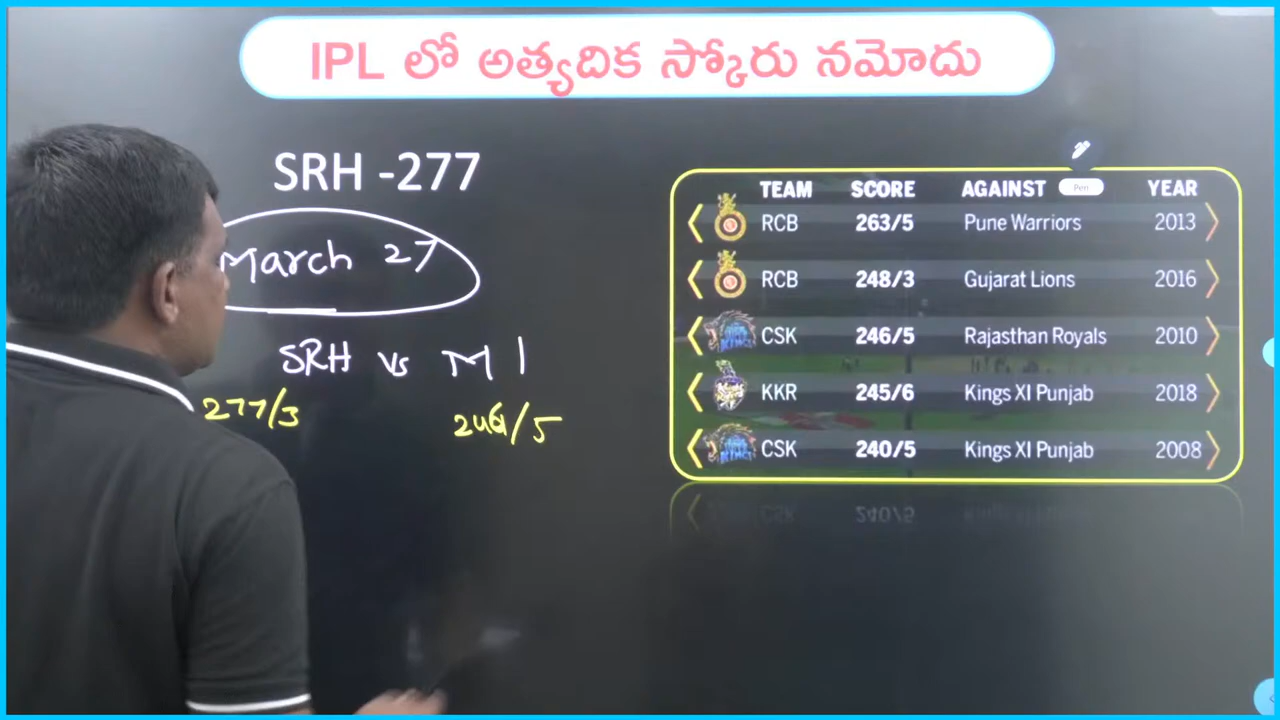 IPL లో అత్యదిక స్కోరు నమోదు
SRH -277
March 27
SRH vs MI
277/3
246/5
Pen
TEAM SCORE AGAINST YEAR
RCB 263/5 Pune Warriors 2013
RCB 248/3 Gujarat Lions 2016
CSK 246/5 Rajasthan Royals 2010
KKR 245/6 Kings XI Punjab 2018
CSK 240/5 Kings XI Punjab 2008